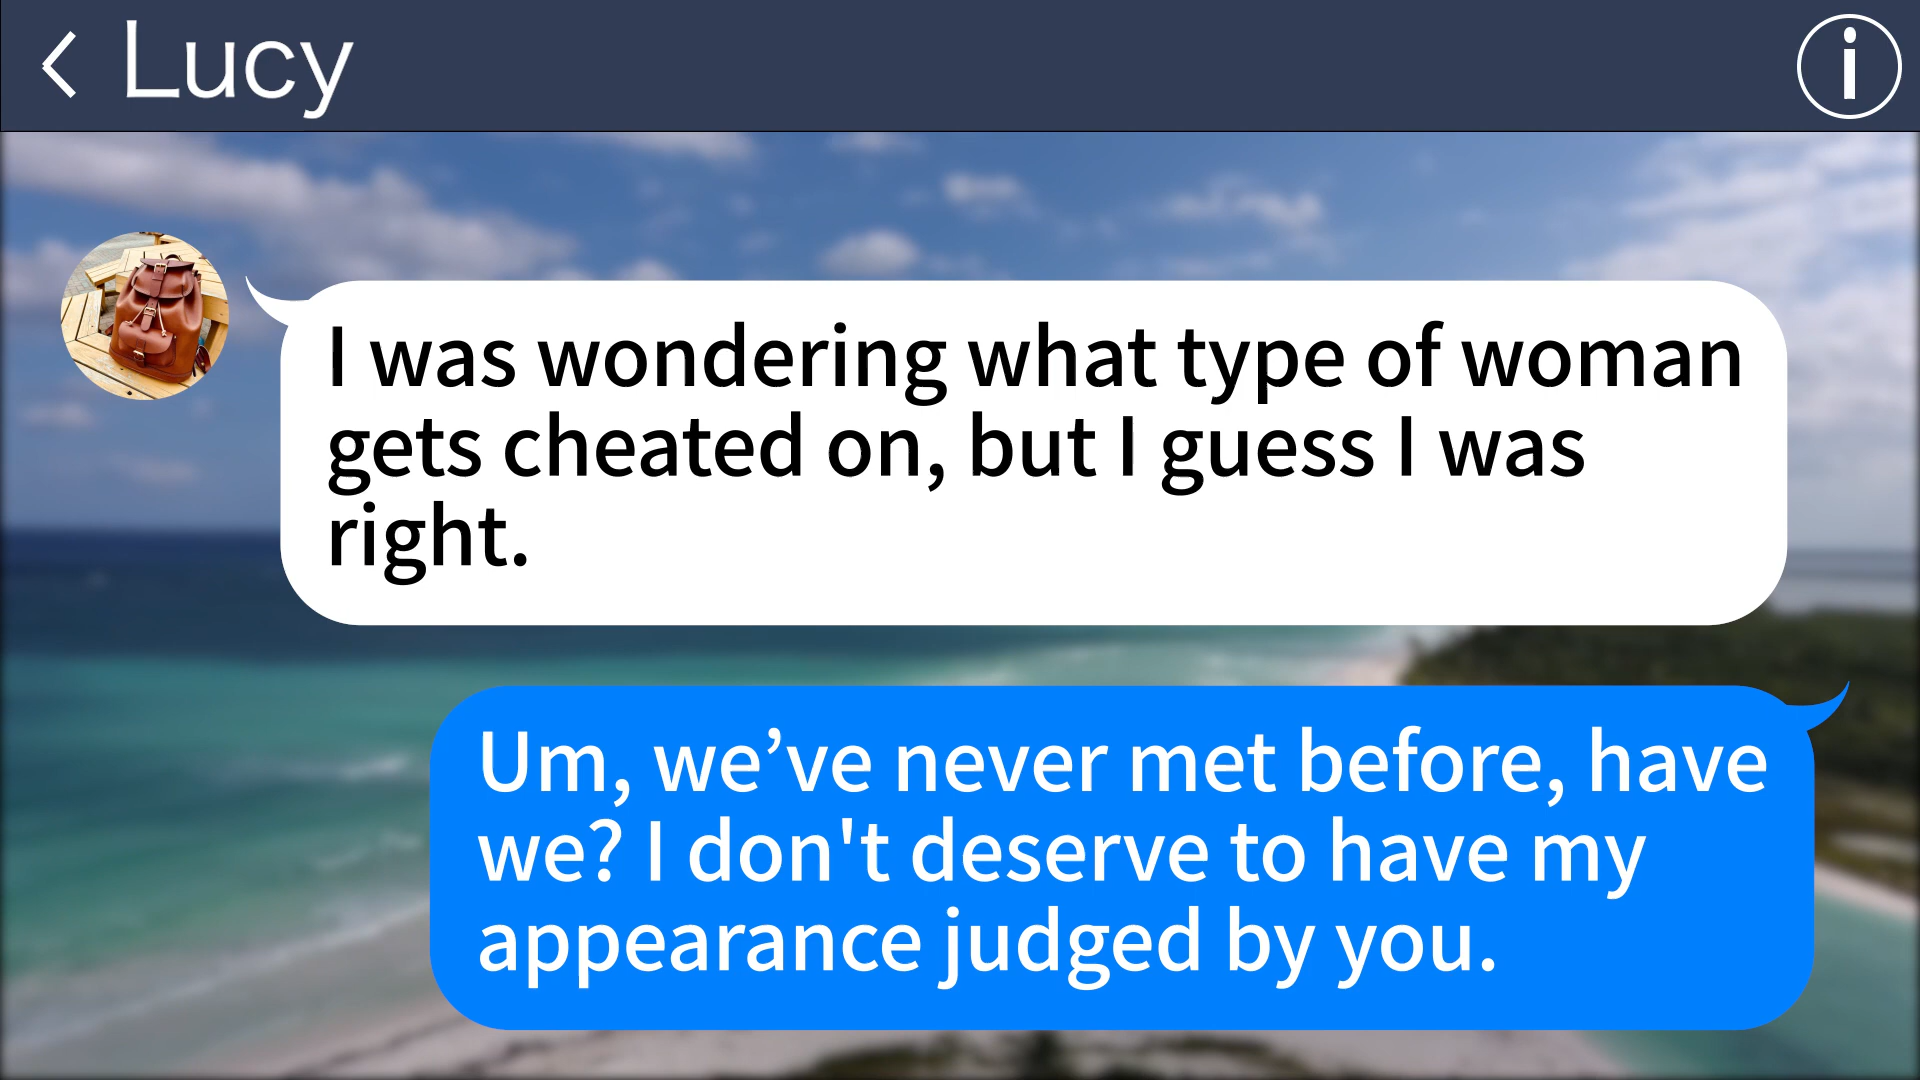 Lucy
I was wondering what type of woman
gets cheated on, but I guess I was
right.
Um, we’ve never met before, have
we? I don't deserve to have my
appearance judged by you.